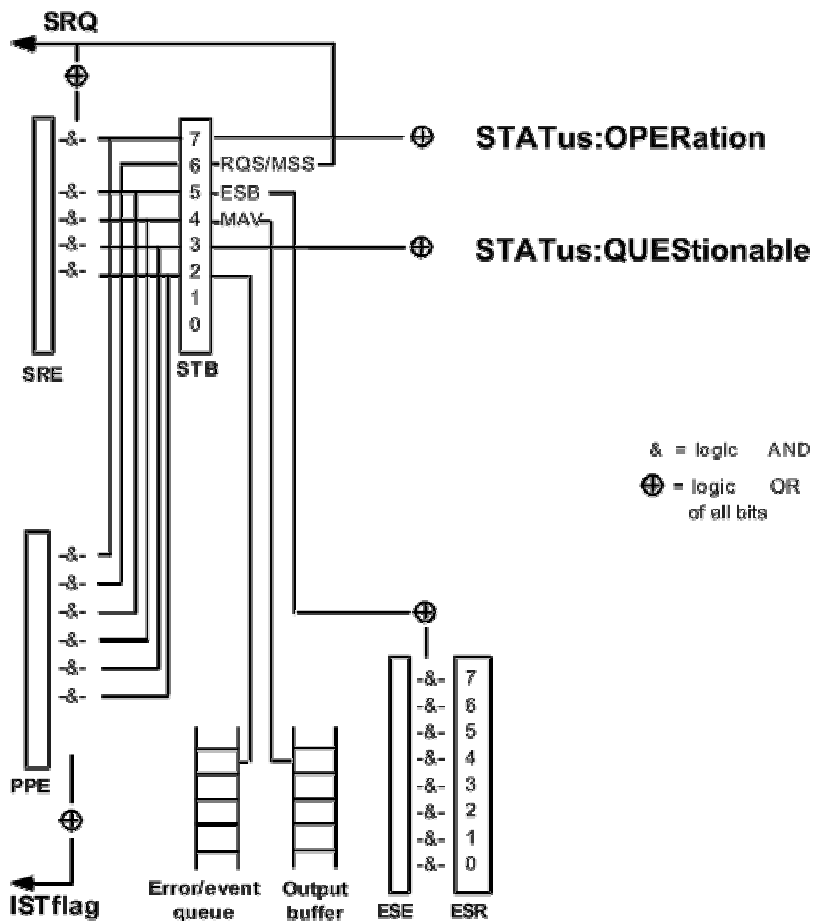 SRQ
-&- 7 STATus:OPERation
6 RQS/MSS
-&- 5 ESB
-&- 4 MAV
-&- 3 STATus:QUEStionable
-&- 2
1
0
SRE STB
& = logic AND
⊕ = logic OR
of all bits
-&-
-&-
-&-
-&-
-&-
-&-
PPE
-&- 7
-&- 6
-&- 5
-&- 4
-&- 3
-&- 2
-&- 1
-&- 0
ISTflag
Error/event
queue
Output
buffer
ESE ESR